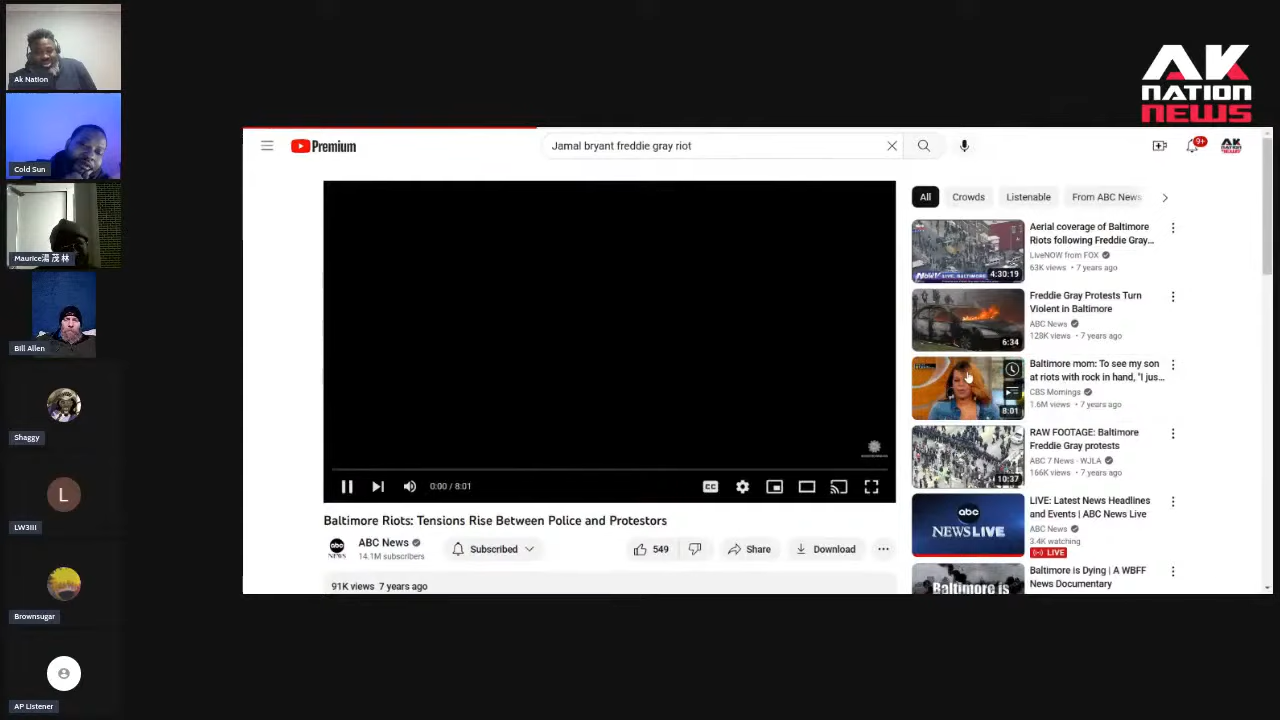 Ak Nation
Cold Sun
Maurice湯 茂 林
Bill Allen
Shaggy
L
LW3III
Brownsugar
AP Listener
AK
NATION
NEWS
Premium
Jamal bryant freddie gray riot
9+
0:00 / 8:01
CC
Baltimore Riots: Tensions Rise Between Police and Protestors
abc
NEWS
ABC News
14.1M subscribers
Subscribed
549
Share
Download
91K views 7 years ago
All
Crowds
Listenable
From ABC News
4:30:19
Aerial coverage of Baltimore
Riots following Freddie Gray...
LiveNOW from FOX
63K views • 7 years ago
6:34
Freddie Gray Protests Turn
Violent in Baltimore
ABC News
128K views • 7 years ago
8:01
Baltimore mom: To see my son
at riots with rock in hand, "I jus...
CBS Mornings
1.6M views • 7 years ago
10:37
RAW FOOTAGE: Baltimore
Freddie Gray protests
ABC 7 News - WJLA
166K views • 7 years ago
abc
NEWS LIVE
LIVE: Latest News Headlines
and Events | ABC News Live
ABC News
3.4K watching
LIVE
Baltimore is
Baltimore is Dying | A WBFF
News Documentary